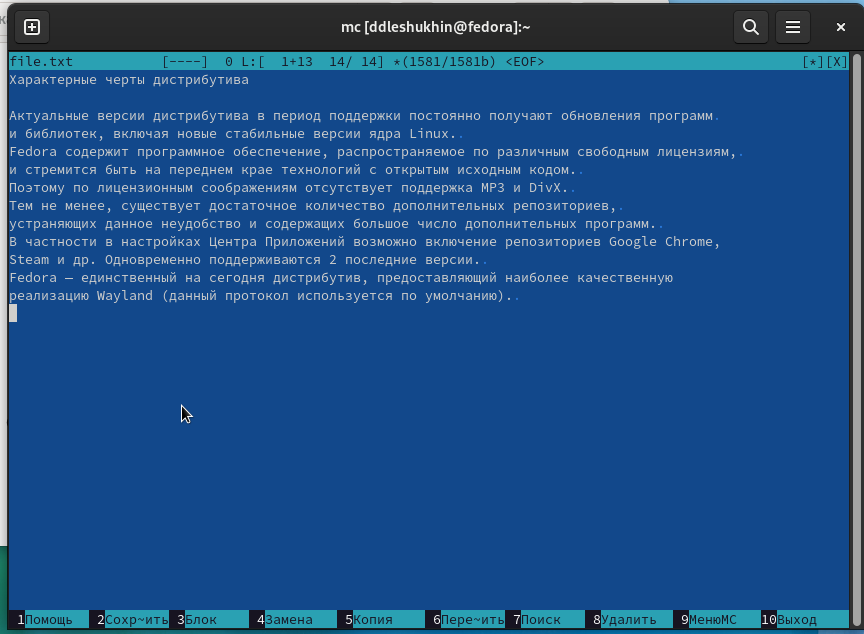 mc [ddleshukhin@fedora]:~
file.txt [----] 0 L:[ 1+13 14/ 14] *(1581/1581b) <EOF> [*][X]
Характерные черты дистрибутива
Актуальные версии дистрибутива в период поддержки постоянно получают обновления программ.
и библиотек, включая новые стабильные версии ядра Linux..
Fedora содержит программное обеспечение, распространяемое по различным свободным лицензиям,.
и стремится быть на переднем крае технологий с открытым исходным кодом..
Поэтому по лицензионным соображениям отсутствует поддержка MP3 и DivX..
Тем не менее, существует достаточное количество дополнительных репозиториев,.
устраняющих данное неудобство и содержащих большое число дополнительных программ..
В частности в настройках Центра Приложений возможно включение репозиториев Google Chrome,
Steam и др. Одновременно поддерживаются 2 последние версии..
Fedora — единственный на сегодня дистрибутив, предоставляющий наиболее качественную
реализацию Wayland (данный протокол используется по умолчанию)..
1Помощь 2Сохр~ить 3Блок 4Замена 5Копия 6Пере~ить 7Поиск 8Удалить 9МенюMC 10Выход